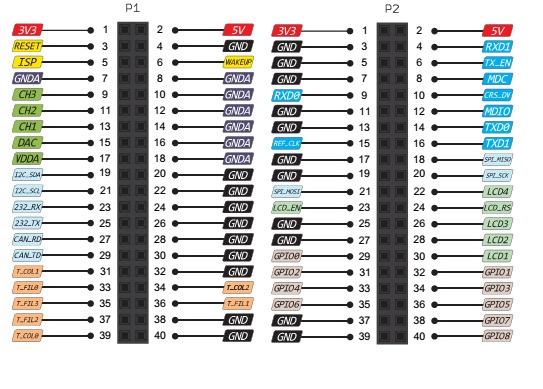 P1 P2
3V3 1 2 5V 3V3 1 2 5V
RESET 3 4 GND GND 3 4 RXD1
ISP 5 6 WAKEUP GND 5 6 TX_EN
GNDA 7 8 GNDA GND 7 8 MDC
CH3 9 10 GNDA RXD0 9 10 CRS_DV
CH2 11 12 GNDA GND 11 12 MDIO
CH1 13 14 GNDA GND 13 14 TXD0
DAC 15 16 GNDA REF_CLK 15 16 TXD1
VDDA 17 18 GNDA GND 17 18 SPI_MISO
I2C_SDA 19 20 GND GND 19 20 SPI_SCK
I2C_SCL 21 22 GND SPI_MOSI 21 22 LCD4
232_RX 23 24 GND LCD_EN 23 24 LCD_RS
232_TX 25 26 GND GND 25 26 LCD3
CAN_RD 27 28 GND GND 27 28 LCD2
CAN_TD 29 30 GND GPIO0 29 30 LCD1
T_COL1 31 32 GND GPIO2 31 32 GPIO1
T_FIL0 33 34 T_COL2 GPIO4 33 34 GPIO3
T_FIL3 35 36 T_FIL1 GPIO6 35 36 GPIO5
T_FIL2 37 38 GND GND 37 38 GPIO7
T_COL0 39 40 GND GND 39 40 GPIO8